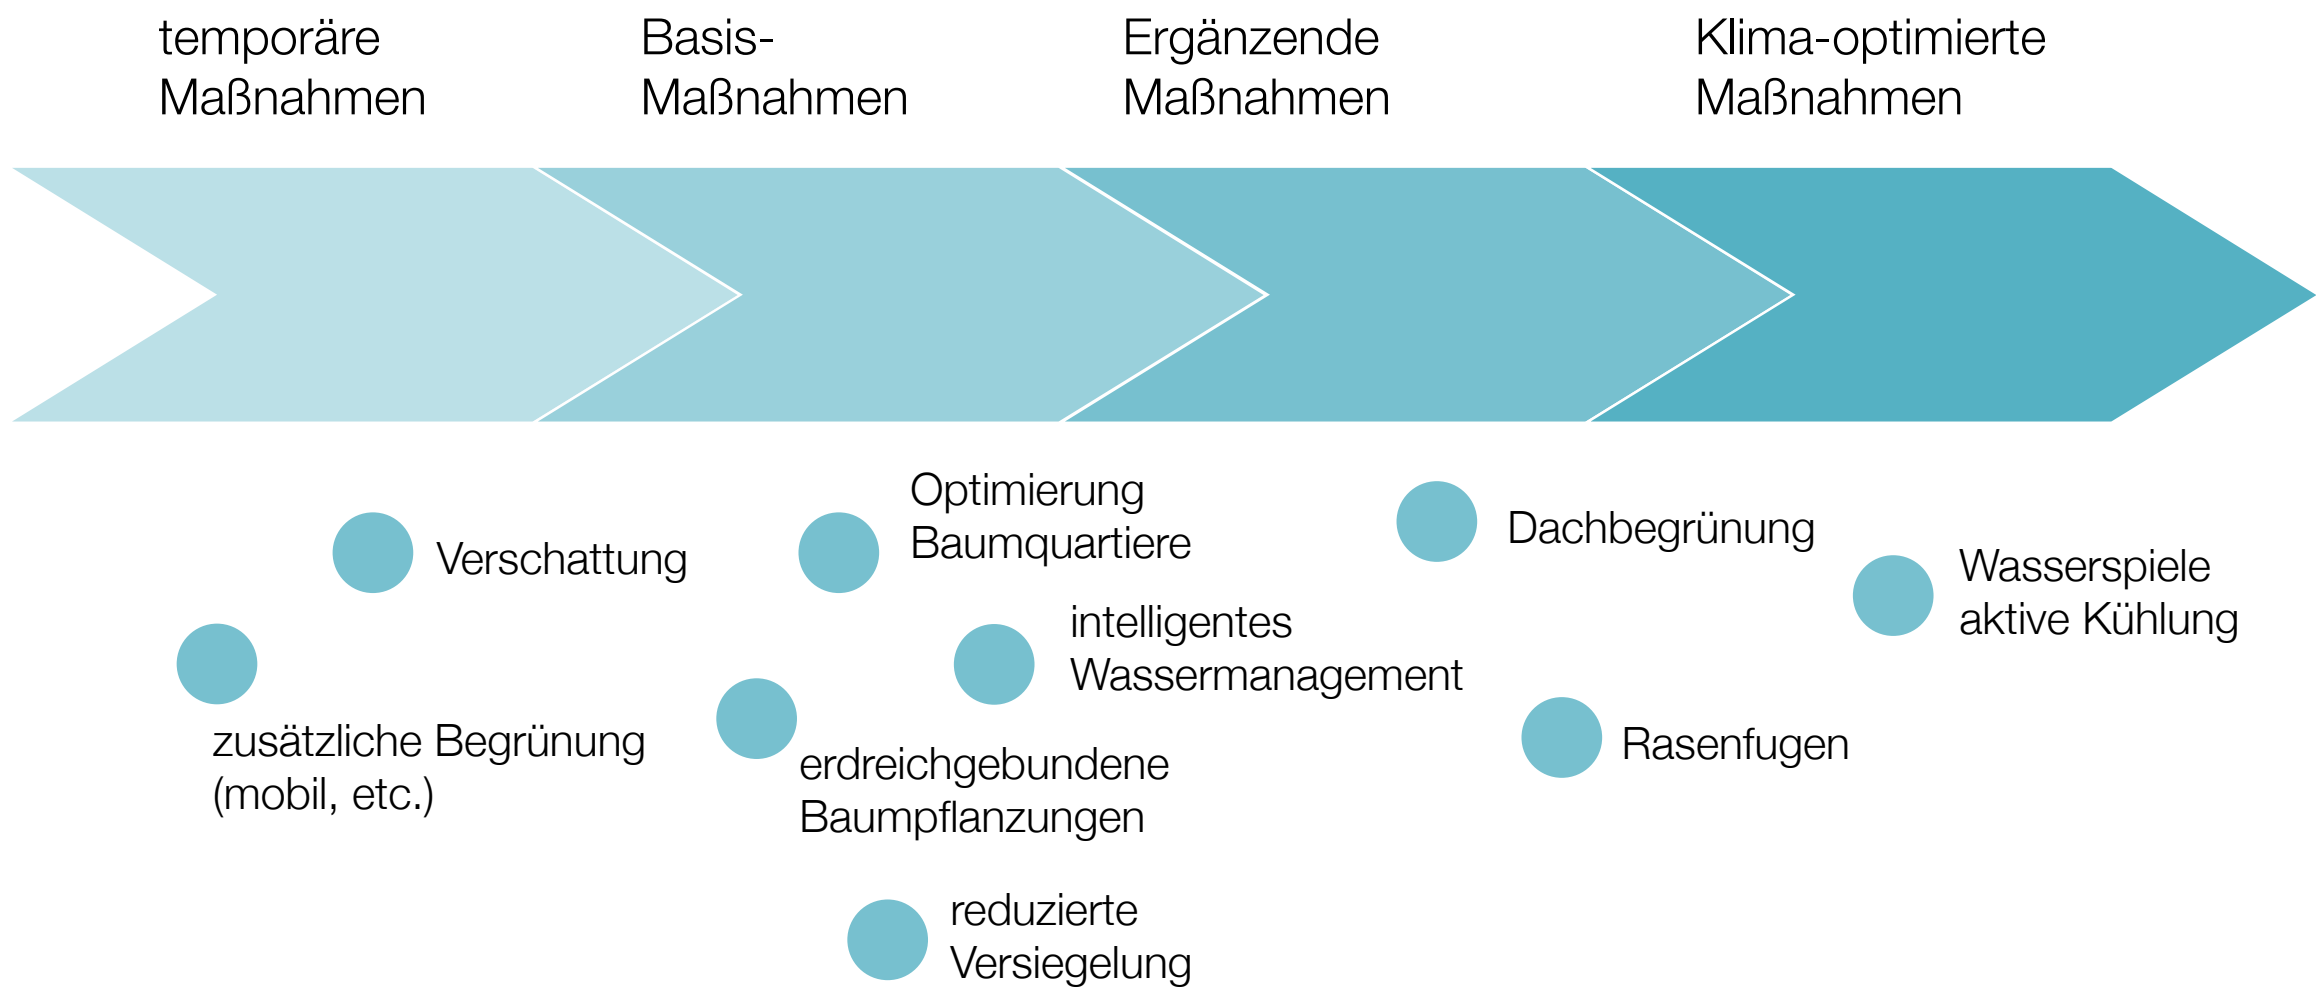 temporäre
Maßnahmen
Basis-
Maßnahmen
Ergänzende
Maßnahmen
Klima-optimierte
Maßnahmen
Verschattung
zusätzliche Begrünung
(mobil, etc.)
Optimierung
Baumquartiere
intelligentes
Wassermanagement
erdreichgebundene
Baumpflanzungen
reduzierte
Versiegelung
Dachbegrünung
Rasenfugen
Wasserspiele
aktive Kühlung